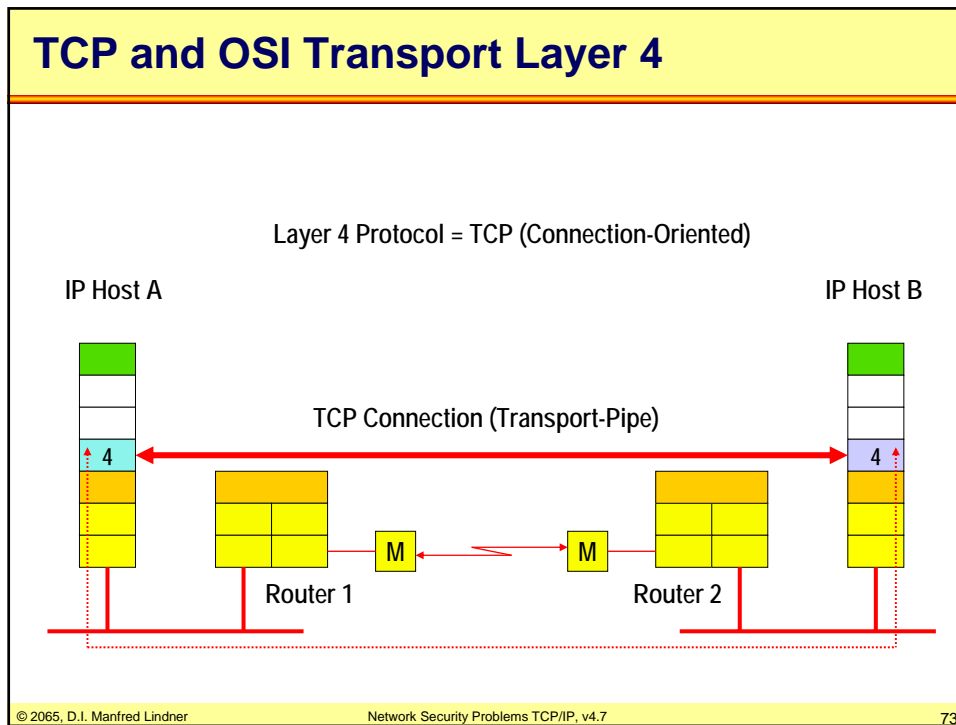 TCP and OSI Transport Layer 4
Layer 4 Protocol = TCP (Connection-Oriented)
IP Host A
IP Host B
TCP Connection (Transport-Pipe)
4
4
M
M
Router 1
Router 2
© 2065, D.I. Manfred Lindner
Network Security Problems TCP/IP, v4.7
73